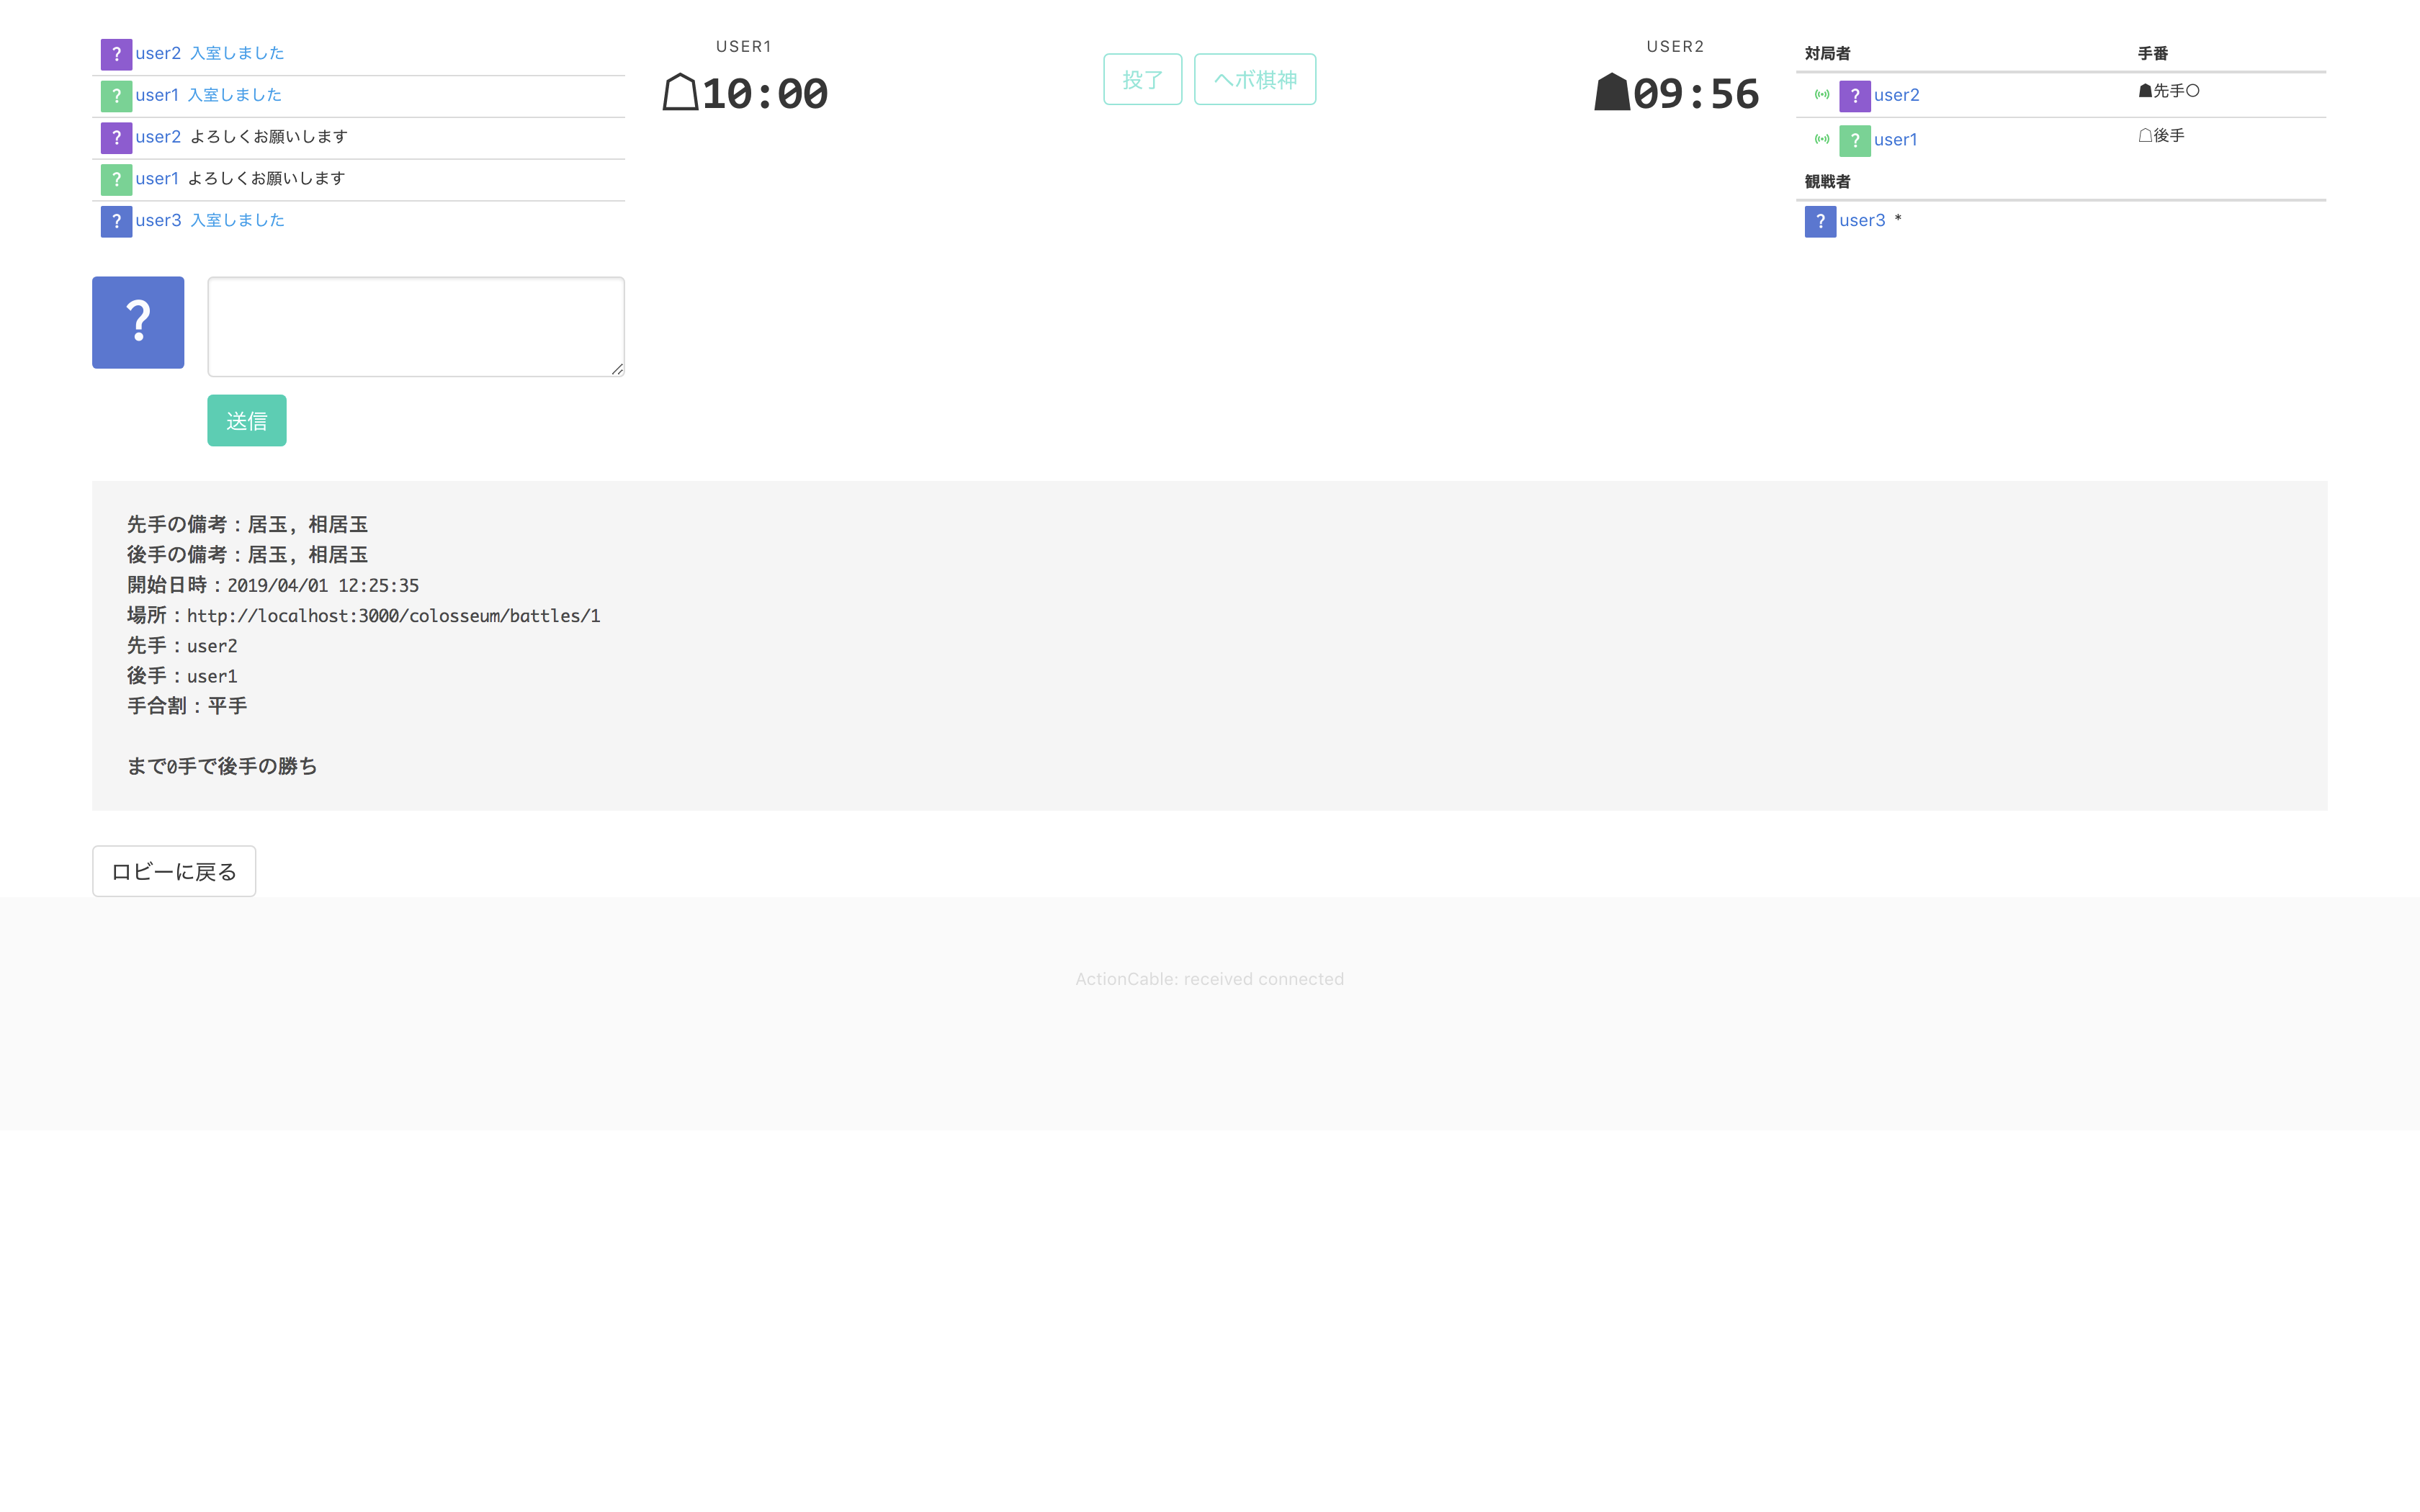 ? user2 入室しました
? user1 入室しました
? user2 よろしくお願いします
? user1 よろしくお願いします
? user3 入室しました
?
送信
USER1
☖10:00
投了 ヘボ棋神
USER2
☗09:56
対局者 手番
? user2 ☗先手○
? user1 ☖後手
観戦者
? user3 *
先手の備考：居玉, 相居玉
後手の備考：居玉, 相居玉
開始日時：2019/04/01 12:25:35
場所：http://localhost:3000/colosseum/battles/1
先手：user2
後手：user1
手合割：平手
まで0手で後手の勝ち
ロビーに戻る
ActionCable: received connected